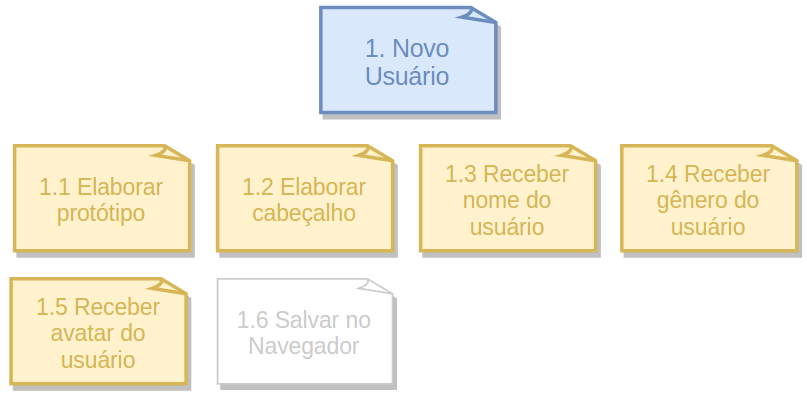 1. Novo
Usuário
1.1 Elaborar
protótipo
1.2 Elaborar
cabeçalho
1.3 Receber
nome do
usuário
1.4 Receber
gênero do
usuário
1.5 Receber
avatar do
usuário
1.6 Salvar no
Navegador